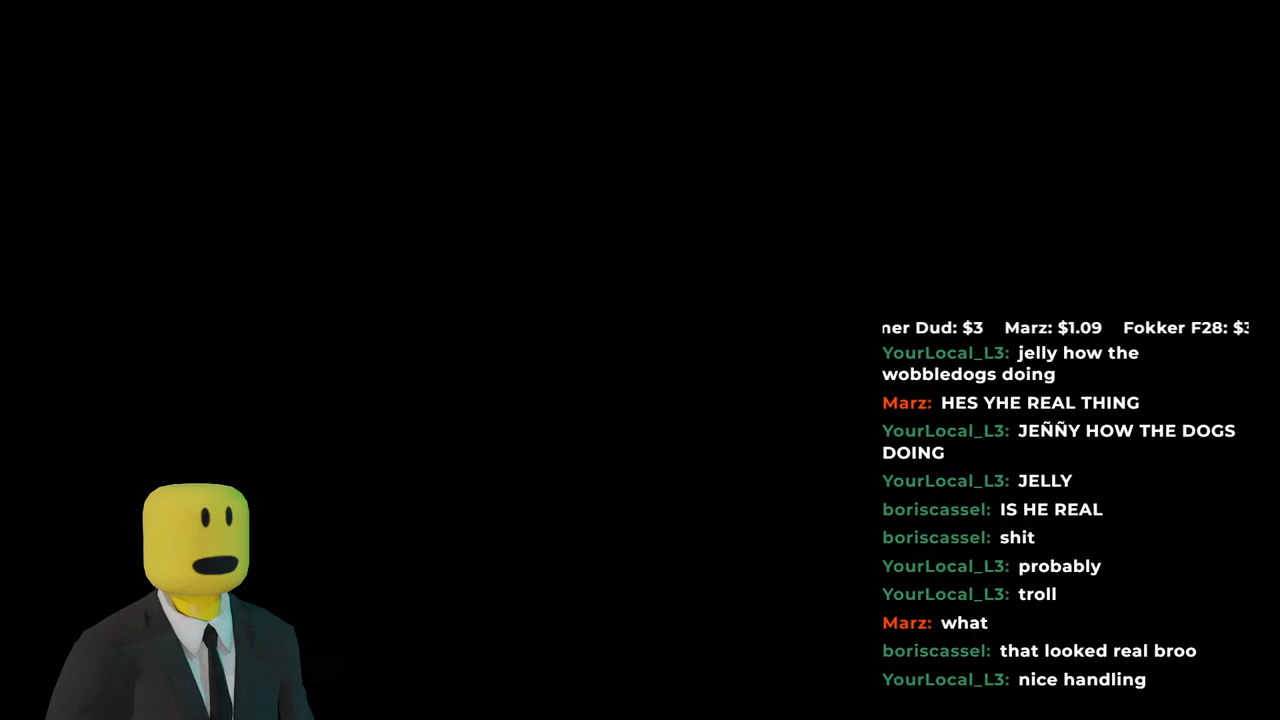 ner Dud: $3 Marz: $1.09 Fokker F28: $3
YourLocal_L3: jelly how the
wobbledogs doing
Marz: HES YHE REAL THING
YourLocal_L3: JEÑÑY HOW THE DOGS
DOING
YourLocal_L3: JELLY
boriscassel: IS HE REAL
boriscassel: shit
YourLocal_L3: probably
YourLocal_L3: troll
Marz: what
boriscassel: that looked real broo
YourLocal_L3: nice handling